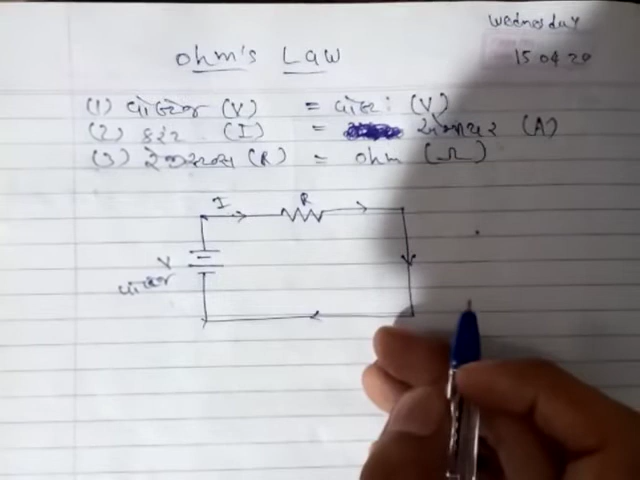 Wednesday
15.04.20
ohm's Law
(1) વોલ્ટેજ (V) = વોલ્ટ (V)
(2) કરંટ (I) = એમ્પિયર (A)
(3) રેજીસ્ટન્સ (R) = ohm (Ω)
I
R
V
વોલ્ટેજ